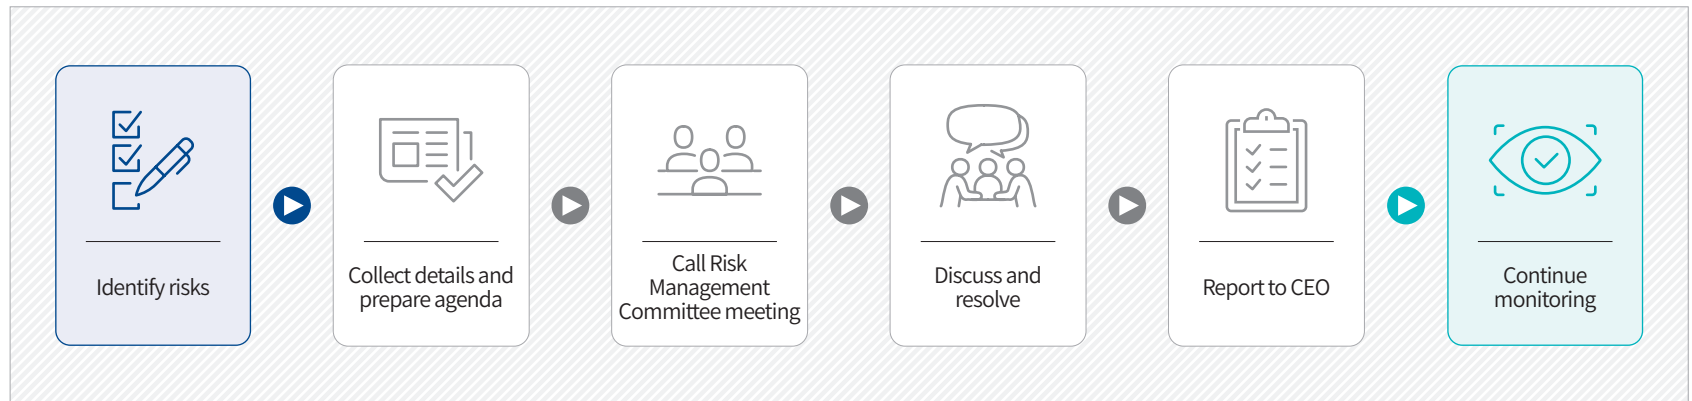 Identify risks
Collect details and
prepare agenda
Call Risk
Management
Committee meeting
Discuss and
resolve
Report to CEO
Continue
monitoring